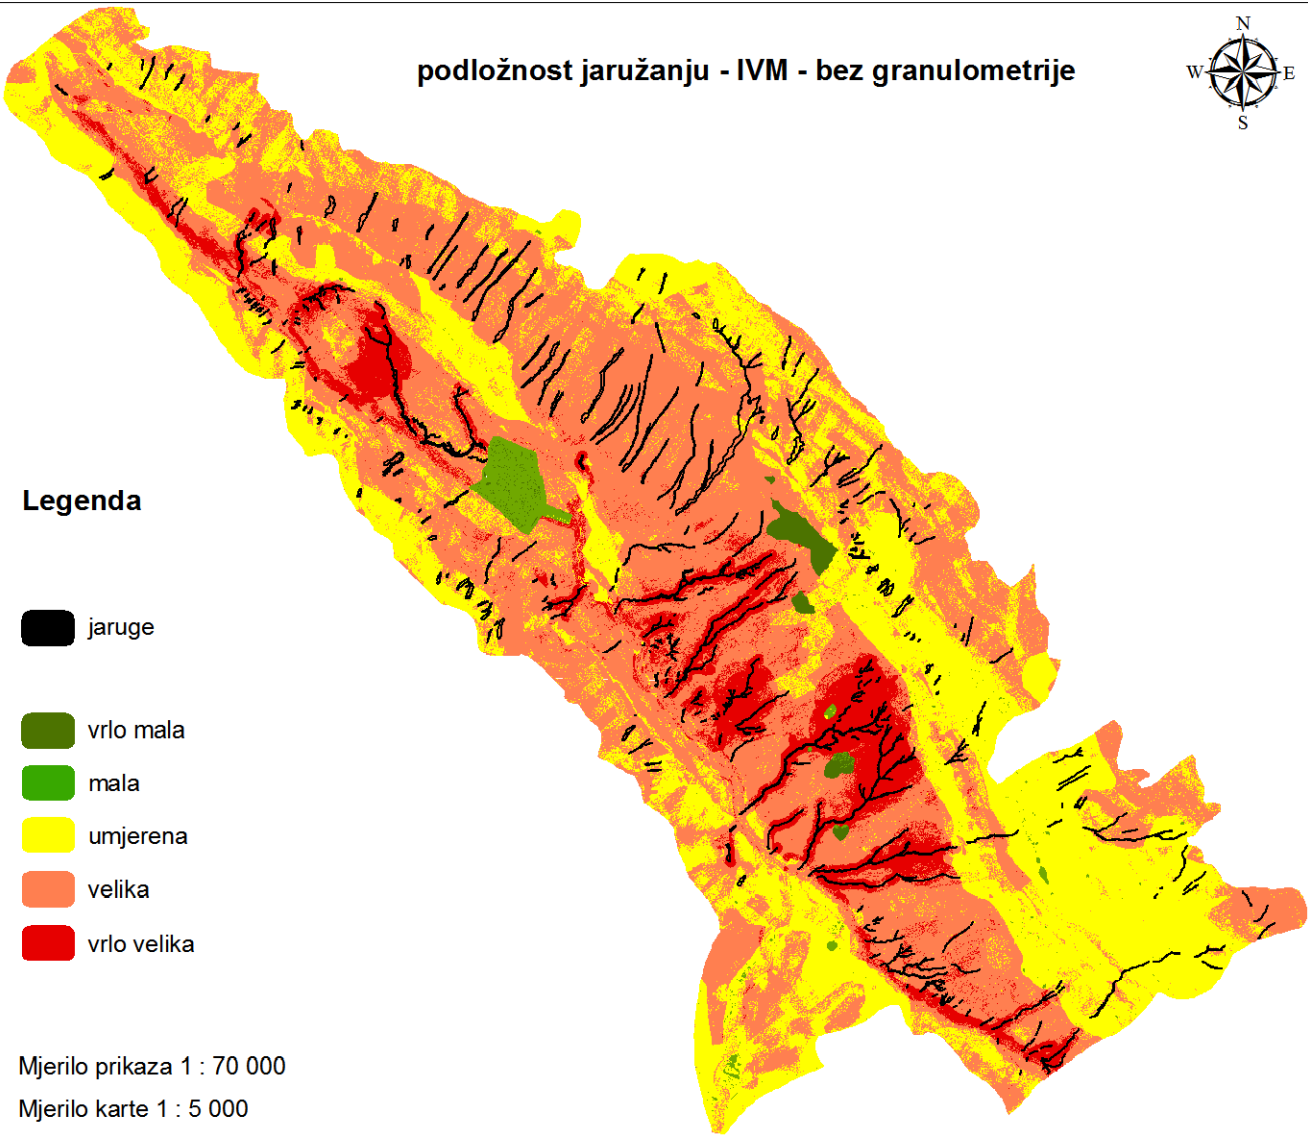 podložnost jaružanju - IVM - bez granulometrije
N
W
E
S
Legenda
jaruge
vrlo mala
mala
umjerena
velika
vrlo velika
Mjerilo prikaza 1 : 70 000
Mjerilo karte 1 : 5 000